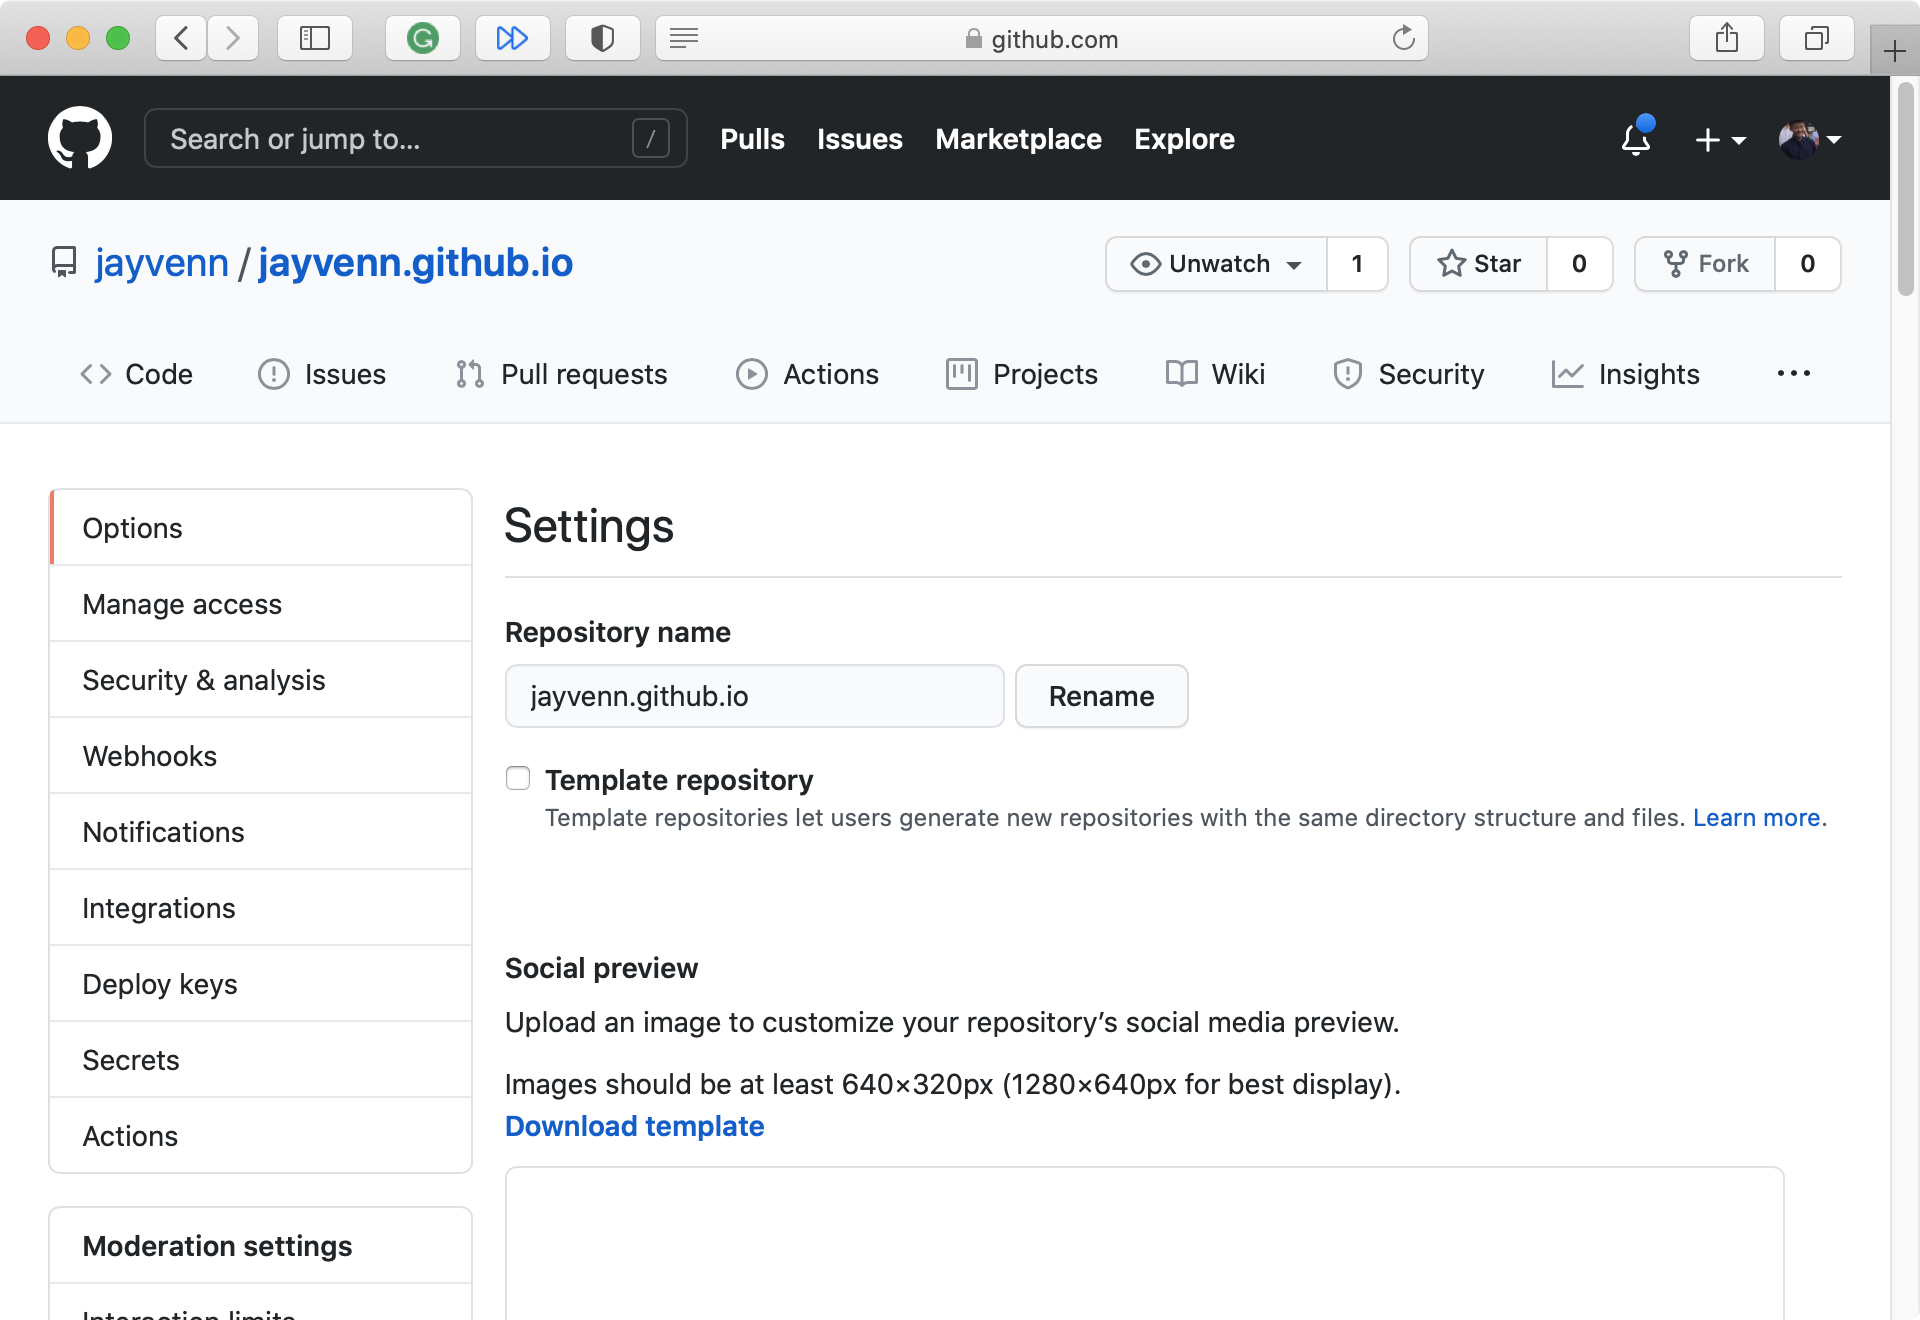 github.com
Search or jump to... /
Pulls Issues Marketplace Explore
jayvenn / jayvenn.github.io
Unwatch 1 Star 0 Fork 0
Code Issues Pull requests Actions Projects Wiki Security Insights
Options
Manage access
Security & analysis
Webhooks
Notifications
Integrations
Deploy keys
Secrets
Actions
Moderation settings
Interaction limits
Settings
Repository name
jayvenn.github.io Rename
Template repository
Template repositories let users generate new repositories with the same directory structure and files. Learn more.
Social preview
Upload an image to customize your repository’s social media preview.
Images should be at least 640×320px (1280×640px for best display).
Download template